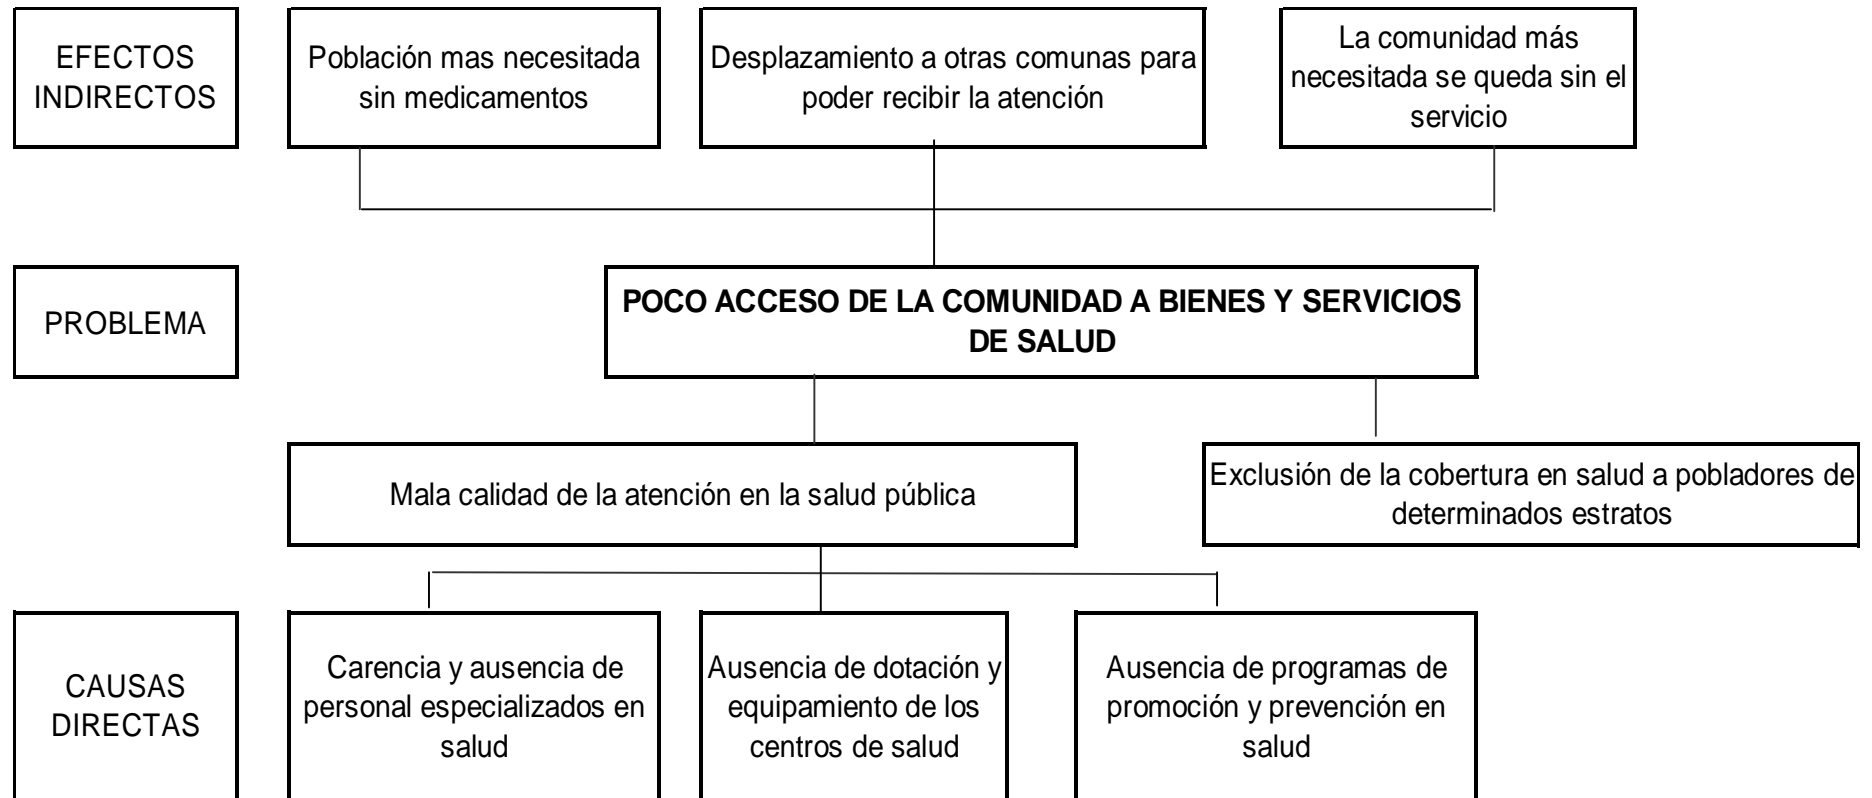 EFECTOS
INDIRECTOS
Población mas necesitada
sin medicamentos
Desplazamiento a otras comunas para
poder recibir la atención
La comunidad más
necesitada se queda sin el
servicio
PROBLEMA
POCO ACCESO DE LA COMUNIDAD A BIENES Y SERVICIOS
DE SALUD
Mala calidad de la atención en la salud pública
Exclusión de la cobertura en salud a pobladores de
determinados estratos
CAUSAS
DIRECTAS
Carencia y ausencia de
personal especializados en
salud
Ausencia de dotación y
equipamiento de los
centros de salud
Ausencia de programas de
promoción y prevención en
salud